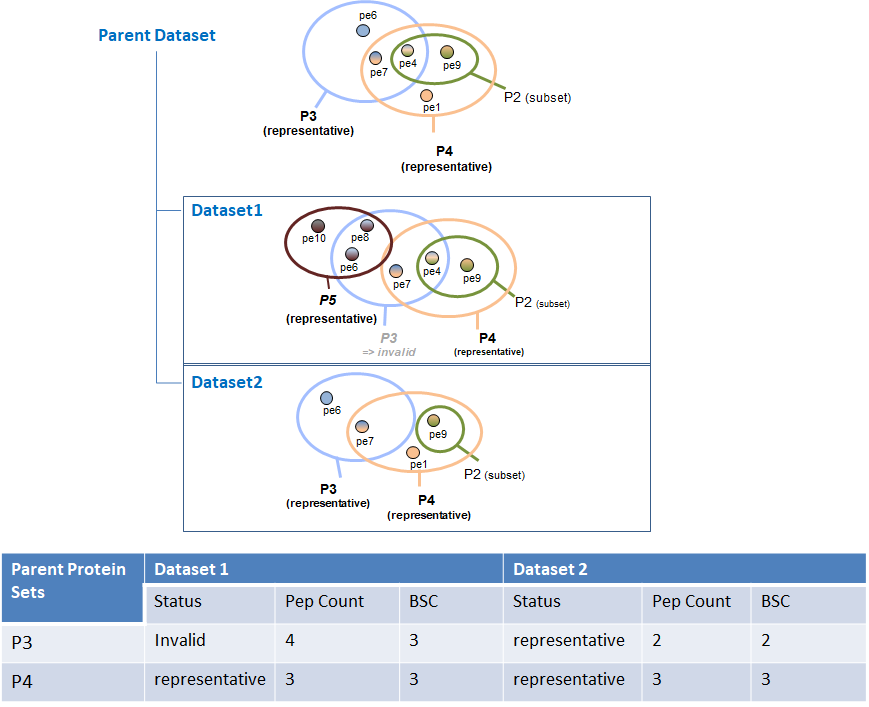 Parent Dataset
pe6
pe7
pe4
pe9
pe1
P2 (subset)
P3
(representative)
P4
(representative)
Dataset1
pe10
pe8
pe6
pe7
pe4
pe9
P5
(representative)
P2 (subset)
P3
=> invalid
P4
(representative)
Dataset2
pe6
pe7
pe9
pe1
P2 (subset)
P3
(representative)
P4
(representative)
Parent Protein Sets Dataset 1 Dataset 2
Status Pep Count BSC Status Pep Count BSC
P3 Invalid 4 3 representative 2 2
P4 representative 3 3 representative 3 3